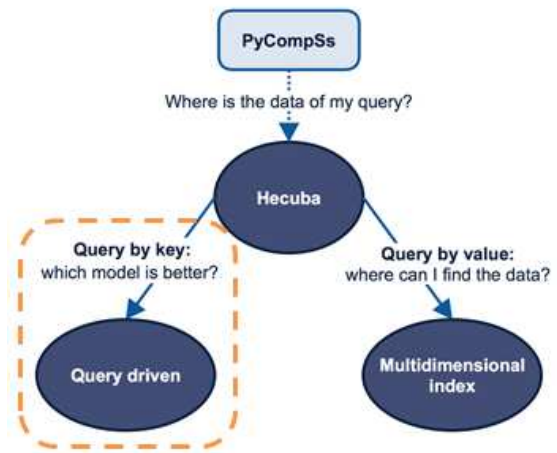 PyCompSs
Where is the data of my query?
Hecuba
Query by key:
which model is better?
Query by value:
where can I find the data?
Query driven
Multidimensional
index